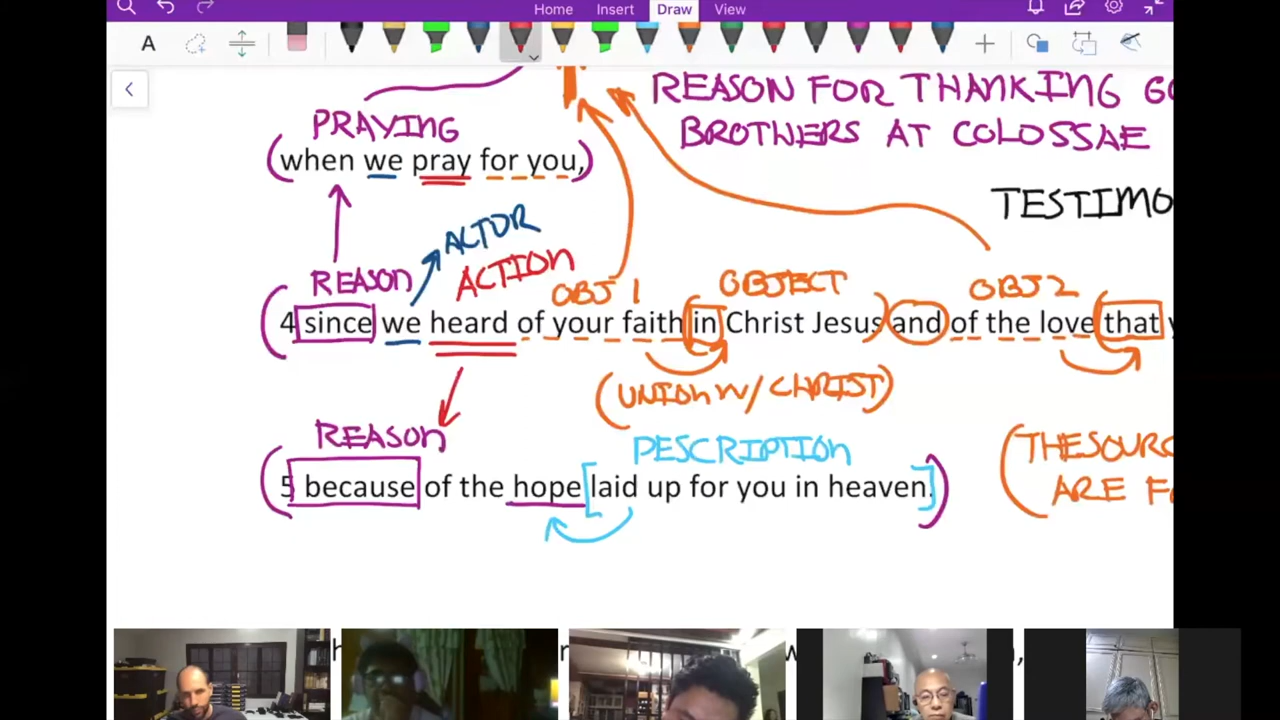 Home Insert Draw View
A
REASON FOR THANKING GO
PRAYING
BROTHERS AT COLOSSAE
when we pray for you,
TESTIMO
ACTOR
REASON
ACTION
OBJ 1
OBJECT
OBJ 2
4 since we heard of your faith in Christ Jesus and of the love that y
(UNION W/ CHRIST)
REASON
DESCRIPTION
(THE SOURC
5 because of the hope laid up for you in heaven.
ARE F